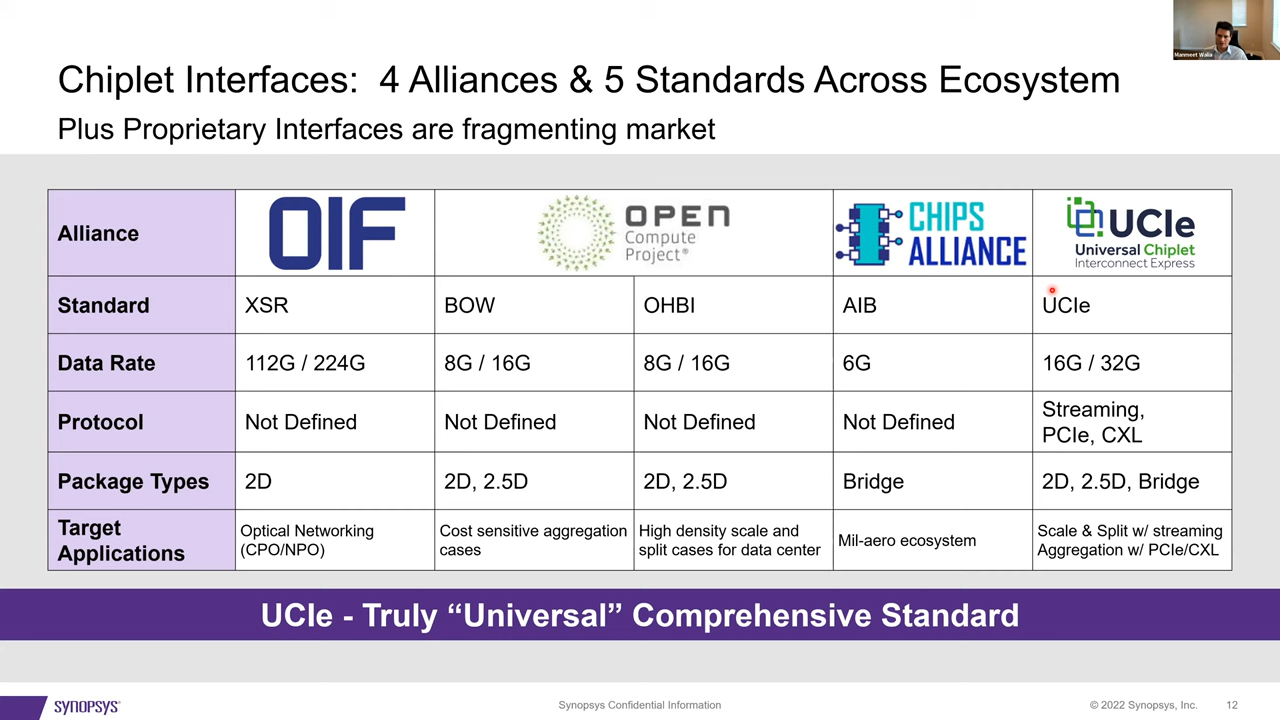 Manmeet Walia
Chiplet Interfaces: 4 Alliances & 5 Standards Across Ecosystem
Plus Proprietary Interfaces are fragmenting market
Alliance
OIF
OPEN
Compute
Project®
CHIPS
ALLIANCE
UCIe
Universal Chiplet
Interconnect Express
Standard
XSR
BOW
OHBI
AIB
UCIe
Data Rate
112G / 224G
8G / 16G
8G / 16G
6G
16G / 32G
Protocol
Not Defined
Not Defined
Not Defined
Not Defined
Streaming,
PCIe, CXL
Package Types
2D
2D, 2.5D
2D, 2.5D
Bridge
2D, 2.5D, Bridge
Target
Applications
Optical Networking
(CPO/NPO)
Cost sensitive aggregation
cases
High density scale and
split cases for data center
Mil-aero ecosystem
Scale & Split w/ streaming
Aggregation w/ PCIe/CXL
UCIe - Truly “Universal” Comprehensive Standard
SYNOPSYS®
Synopsys Confidential Information
© 2022 Synopsys, Inc.
12